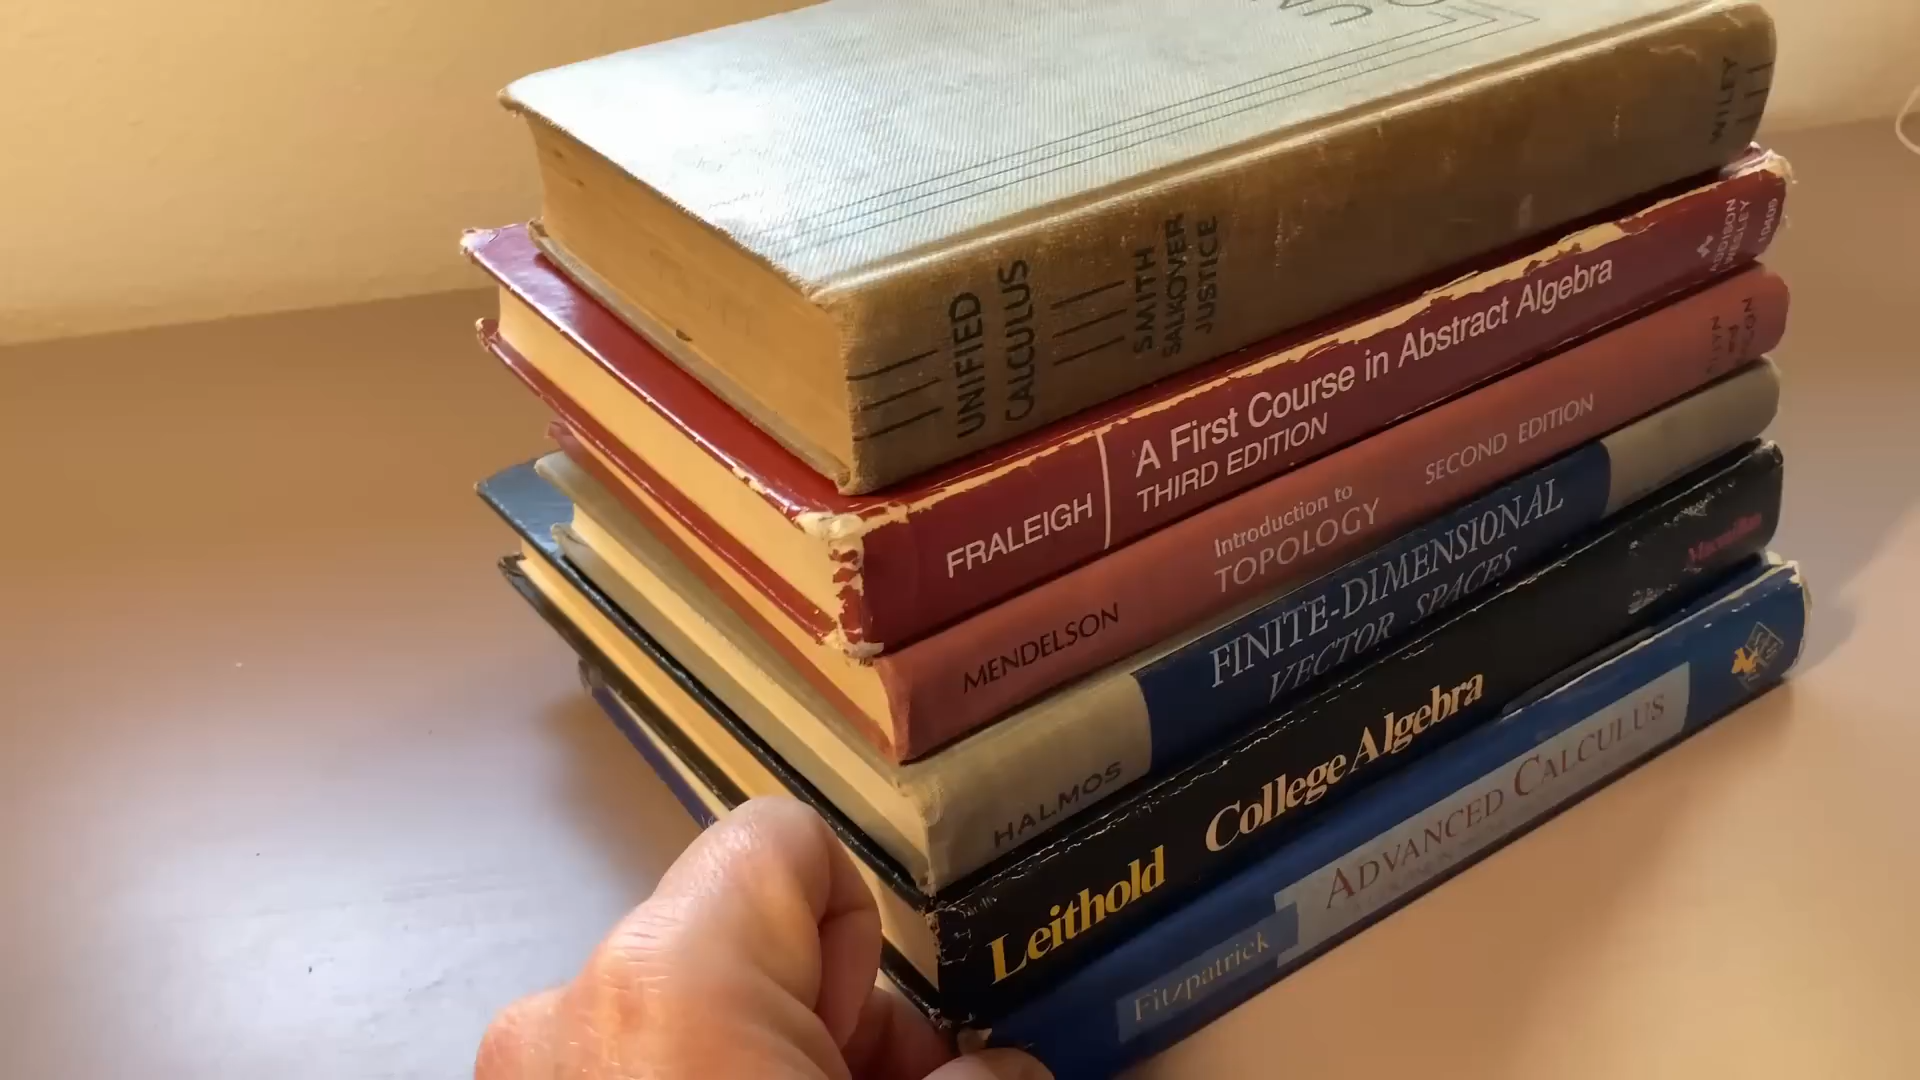 UNIFIED
CALCULUS
SMITH
SALKOVER
JUSTICE
WILEY
FRALEIGH
A First Course in Abstract Algebra
THIRD EDITION
ADDISON
WESLEY
10406
MENDELSON
Introduction to
TOPOLOGY
SECOND EDITION
HALMOS
FINITE-DIMENSIONAL
VECTOR SPACES
Leithold
College Algebra
Macmillan
Fitzpatrick
ADVANCED CALCULUS